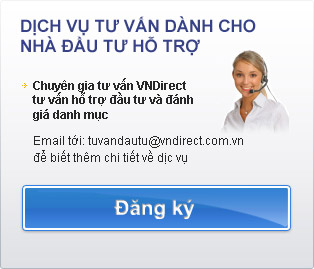 DỊCH VỤ TƯ VẤN DÀNH CHO
NHÀ ĐẦU TƯ HỖ TRỢ
Chuyên gia tư vấn VNDirect
tư vấn hỗ trợ đầu tư và đánh
giá danh mục
Email tới: tuvandautu@vndirect.com.vn
để biết thêm chi tiết về dịch vụ
Đăng ký